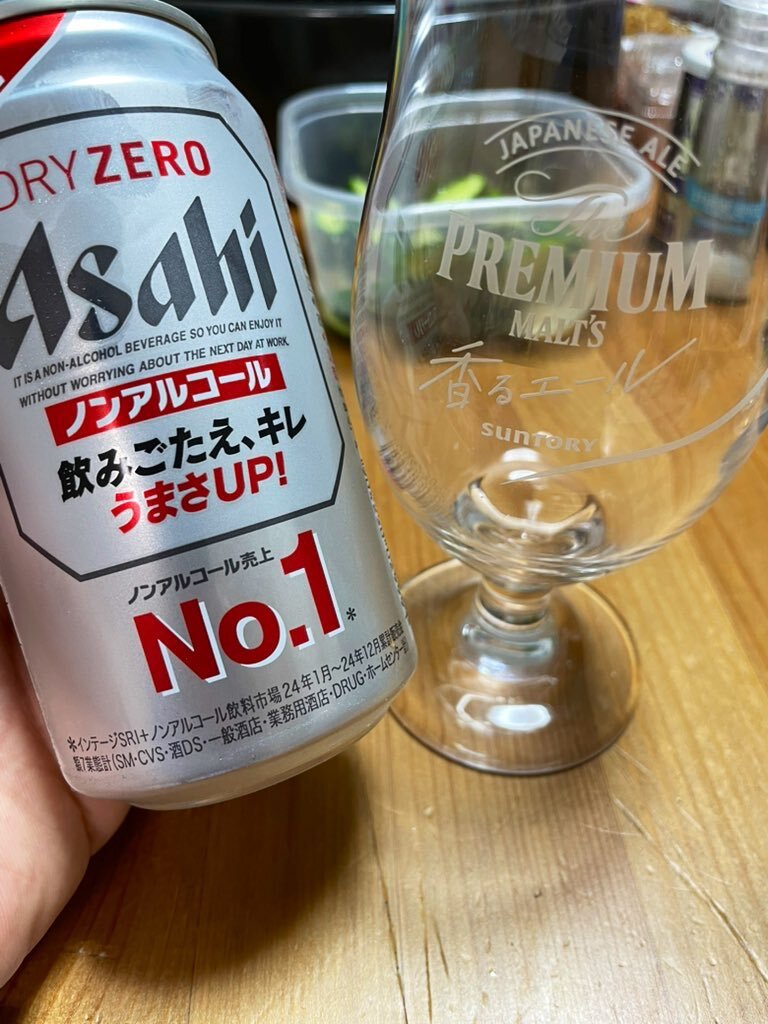 DRY ZERO
Asahi
IT IS A NON-ALCOHOL BEVERAGE SO YOU CAN ENJOY IT
WITHOUT WORRYING ABOUT THE NEXT DAY AT WORK.
ノンアルコール
飲みごたえ、キレ
うまさUP!
ノンアルコール売上
No.1*
*インテージSRI+ノンアルコール飲料市場24年1月~24年12月累計販売金
額7業態計(SM・CVS・酒DS・一般酒店・業務用酒店・DRUG・ホームセンター計
JAPANESE ALE
The
PREMIUM
MALT'S
香るエール
SUNTORY